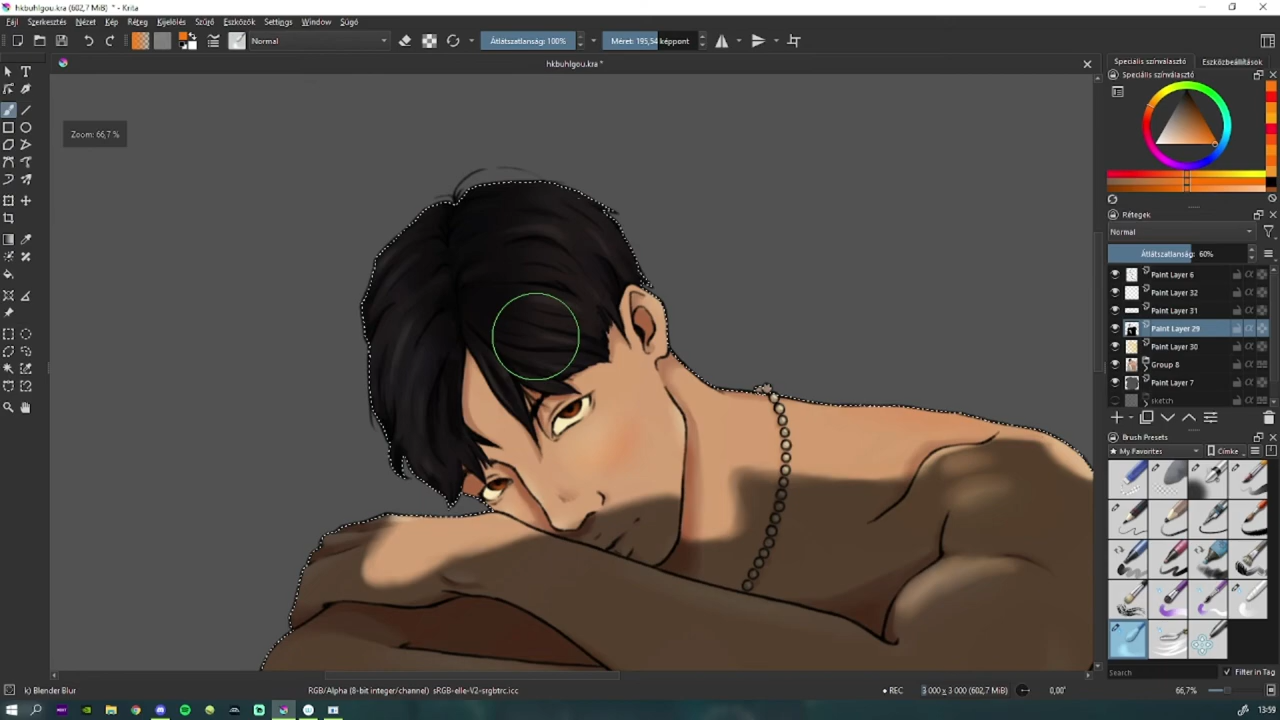 hkbuhlgou.kra (602,7 MiB) * - Krita
Fájl Szerkesztés Nézet Kép Réteg Kijelölés Szűrő Eszközök Settings Window Súgó
Normal Átlátszatlanság: 100% Méret: 195,54 képpont
hkbuhlgou.kra *
Zoom: 66,7 %
Speciális színválasztó Eszközbeállítások
Speciális színválasztó
Rétegek
Normal
Átlátszatlanság: 60%
Paint Layer 6
Paint Layer 32
Paint Layer 31
Paint Layer 29
Paint Layer 30
Group 8
Paint Layer 7
sketch
Brush Presets
My Favorites Címke
Search Filter in Tag
k) Blender Blur RGB/Alpha (8-bit integer/channel) sRGB-elle-V2-srgbtrc.icc REC 3 000 x 3 000 (602,7 MiB) 0,00° 66,7%
13:59